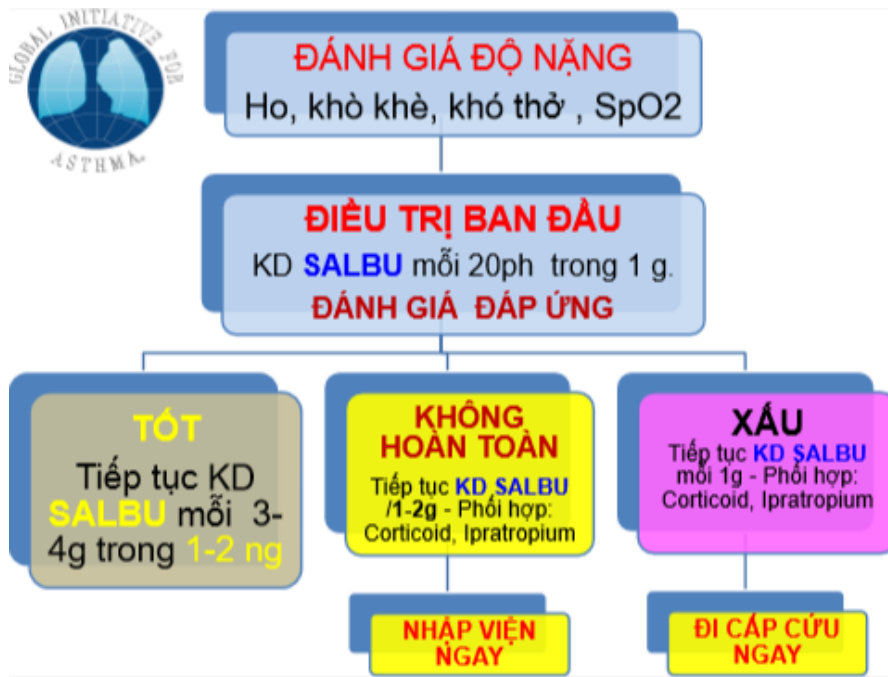 GLOBAL INITIATIVE FOR
ASTHMA
ĐÁNH GIÁ ĐỘ NẶNG
Ho, khò khè, khó thở , SpO2
ĐIỀU TRỊ BAN ĐẦU
KD SALBU mỗi 20ph trong 1 g.
ĐÁNH GIÁ ĐÁP ỨNG
TỐT
Tiếp tục KD
SALBU mỗi 3-
4g trong 1-2 ng
KHÔNG
HOÀN TOÀN
Tiếp tục KD SALBU
/1-2g - Phối hợp:
Corticoid, Ipratropium
XẤU
Tiếp tục KD SALBU
mỗi 1g - Phối hợp:
Corticoid, Ipratropium
NHẬP VIỆN
NGAY
ĐI CẤP CỨU
NGAY